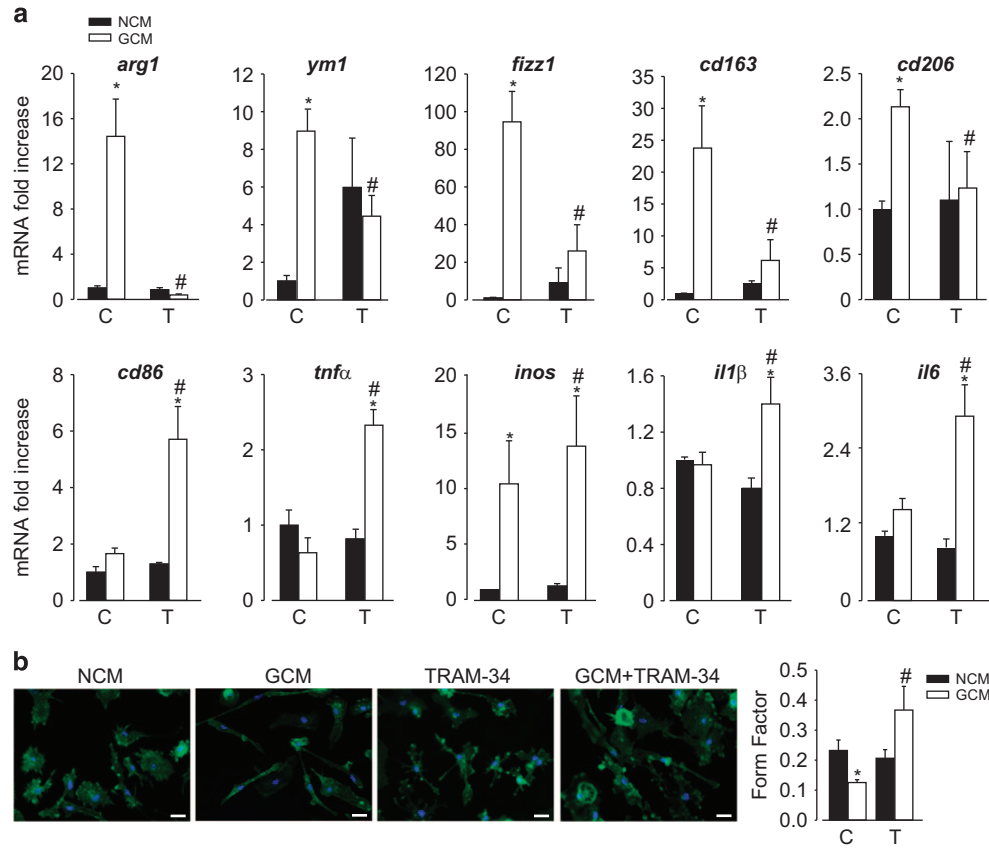 a
NCM
GCM
arg1 ym1 fizz1 cd163 cd206
mRNA fold increase
20 16 12 8 4 0
C T
*
#
12 10 8 6 4 2 0
C T
*
#
120 100 80 60 40 20 0
C T
*
#
35 30 25 20 15 10 5 0
C T
*
#
2.5 2.0 1.5 1.0 0.5 0
C T
*
#
cd86 tnfα inos il1β il6
mRNA fold increase
8 6 4 2 0
C T
#
*
3 2 1 0
C T
#
*
20 15 10 5 0
C T
*
#
*
1.6 1.2 0.8 0.4 0
C T
#
*
3.6 2.4 1.2 0
C T
#
*
b
NCM GCM TRAM-34 GCM+TRAM-34
Form Factor
0.5 0.4 0.3 0.2 0.1 0.0
C T
*
#
NCM
GCM